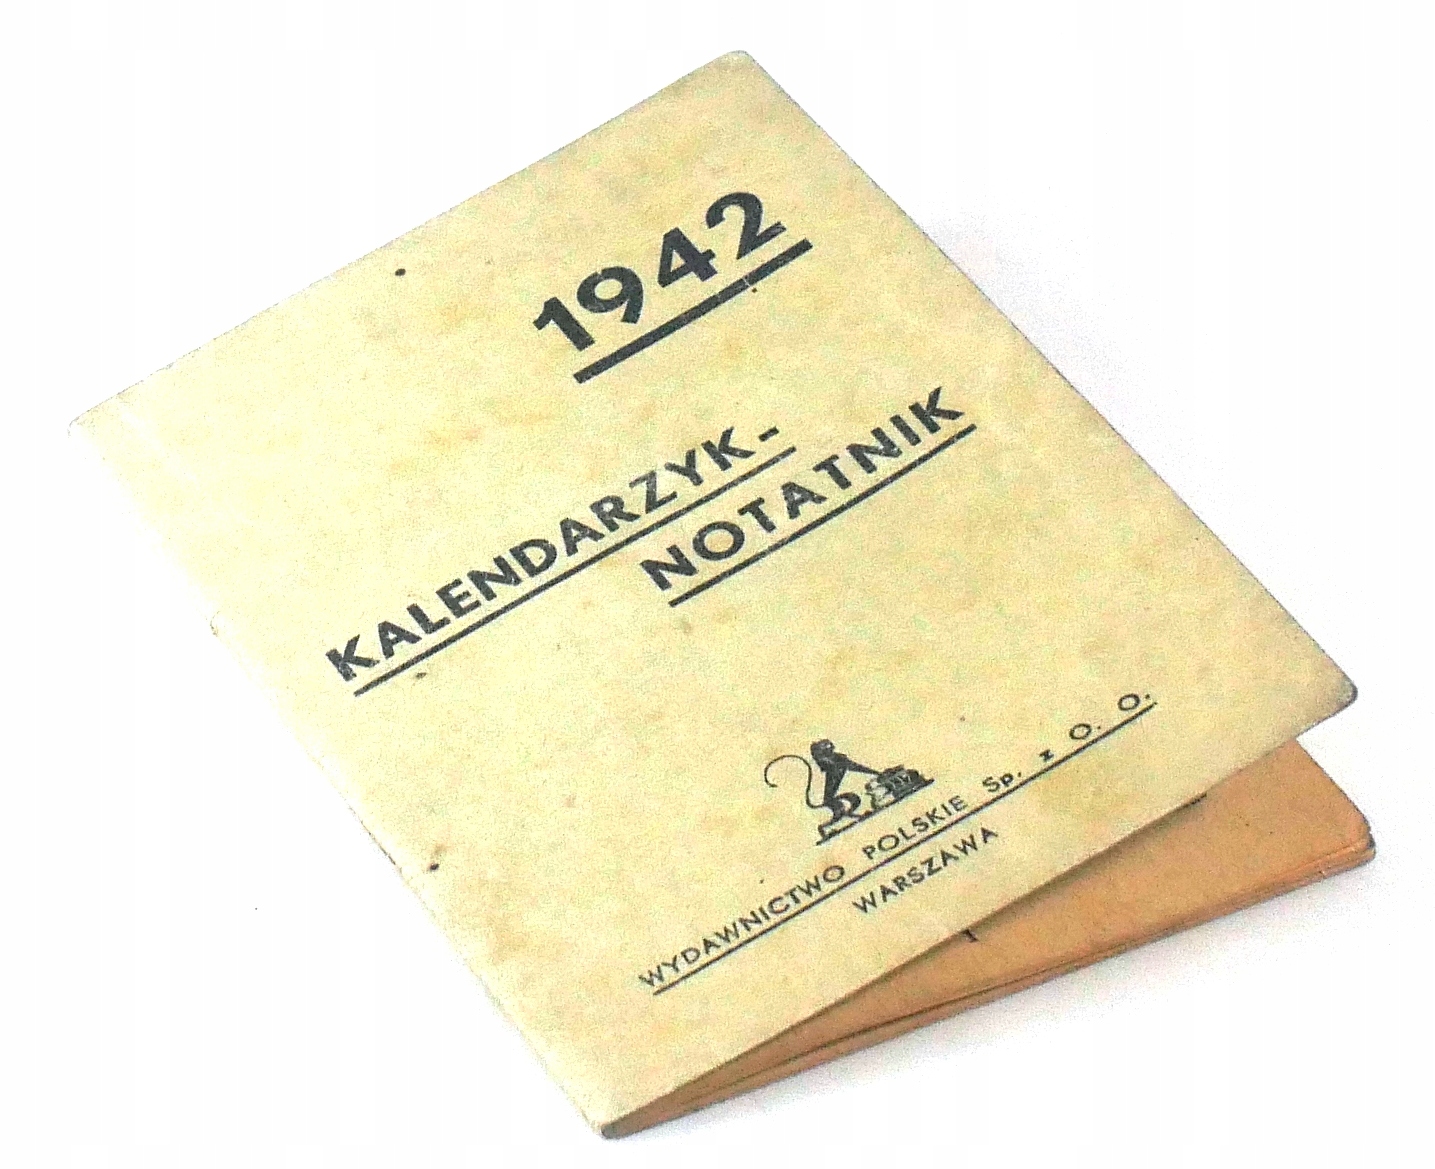 1942
KALENDARZYK-
NOTATNIK
WYDAWNICTWO POLSKIE Sp. z O. O.
WARSZAWA